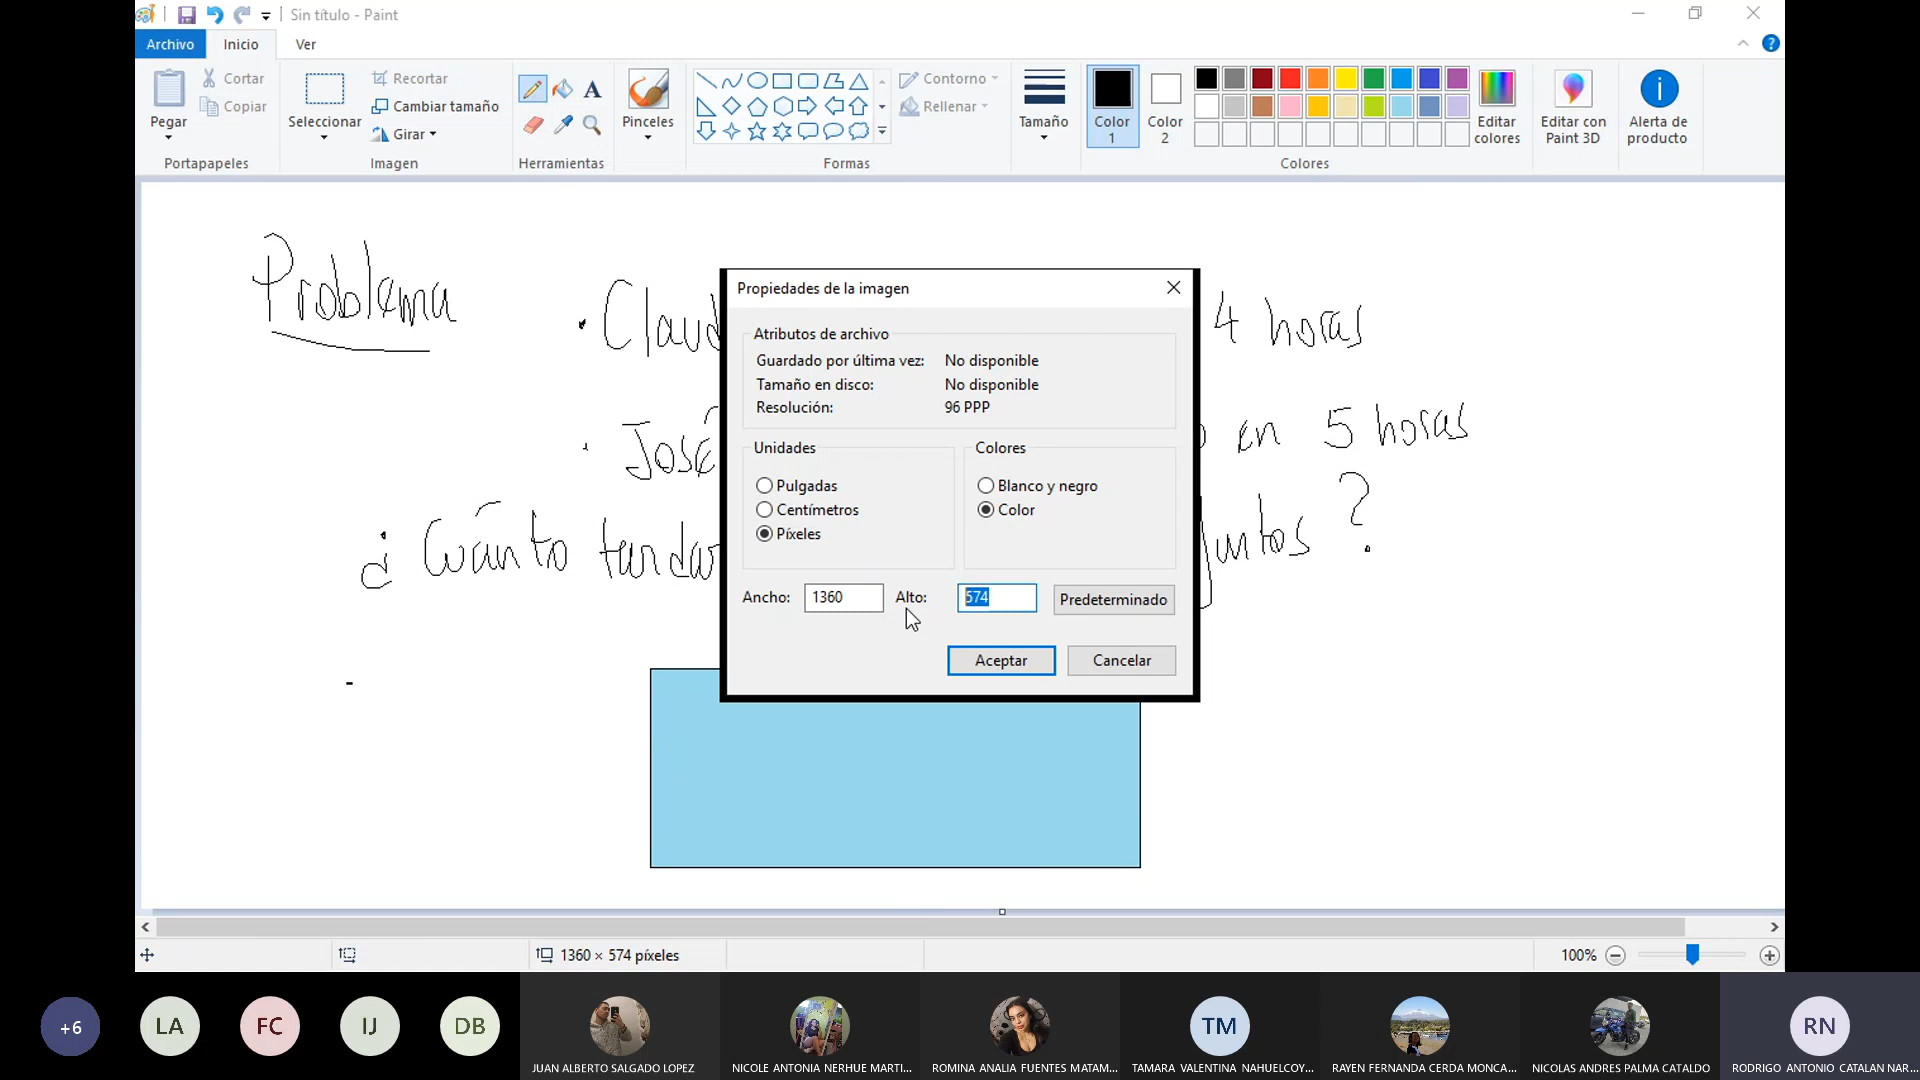 Sin título - Paint
Archivo Inicio Ver
Pegar Cortar Copiar Portapapeles
Seleccionar Recortar Cambiar tamaño Girar Imagen
A Herramientas
Pinceles
Formas Contorno Rellenar
Tamaño
Color 1 Color 2 Colores
Editar colores
Editar con Paint 3D
Alerta de producto
Problema
· Claud 4 horas
· José en 5 horas
¿ Cuánto tardar juntos ?
-
Propiedades de la imagen
Atributos de archivo
Guardado por última vez: No disponible
Tamaño en disco: No disponible
Resolución: 96 PPP
Unidades Colores
Pulgadas Blanco y negro
Centímetros Color
Píxeles
Ancho: 1360 Alto: 574 Predeterminado
Aceptar Cancelar
1360 × 574 píxeles 100%
+6 LA FC IJ DB TM RN
JUAN ALBERTO SALGADO LOPEZ NICOLE ANTONIA NERHUE MARTI... ROMINA ANALIA FUENTES MATAM... TAMARA VALENTINA NAHUELCOY... RAYEN FERNANDA CERDA MONCA... NICOLAS ANDRES PALMA CATALDO RODRIGO ANTONIO CATALAN NAR...